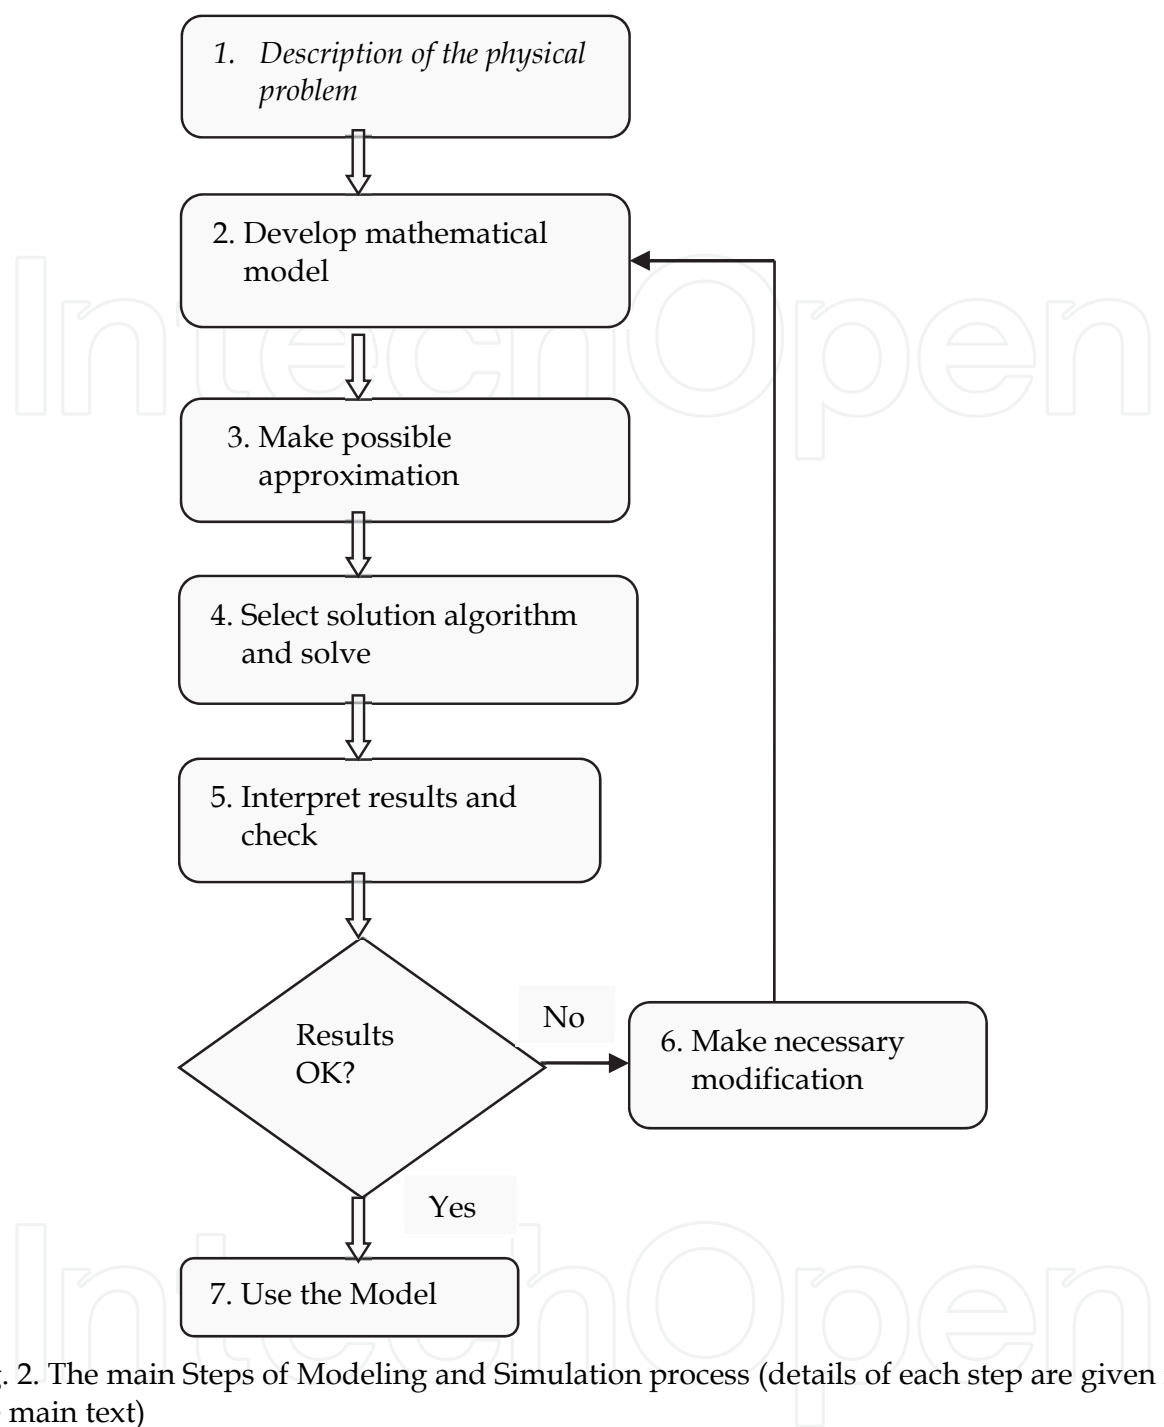 1. Description of the physical
problem
2. Develop mathematical
model
3. Make possible
approximation
4. Select solution algorithm
and solve
5. Interpret results and
check
Results
OK?
No
6. Make necessary
modification
Yes
7. Use the Model
IntechOpen
IntechOpen
. 2. The main Steps of Modeling and Simulation process (details of each step are given
main text)